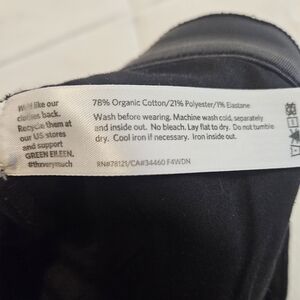 We'd like our
clothes back.
Recycle them at
our US stores
and support
GREEN EILEEN.
#thxverymuch
78% Organic Cotton/21% Polyester/1% Elastane
Wash before wearing. Machine wash cold, separately
and inside out. No bleach. Lay flat to dry. Do not tumble
dry. Cool iron if necessary. Iron inside out.
RN#78121/CA#34460 F4WDN